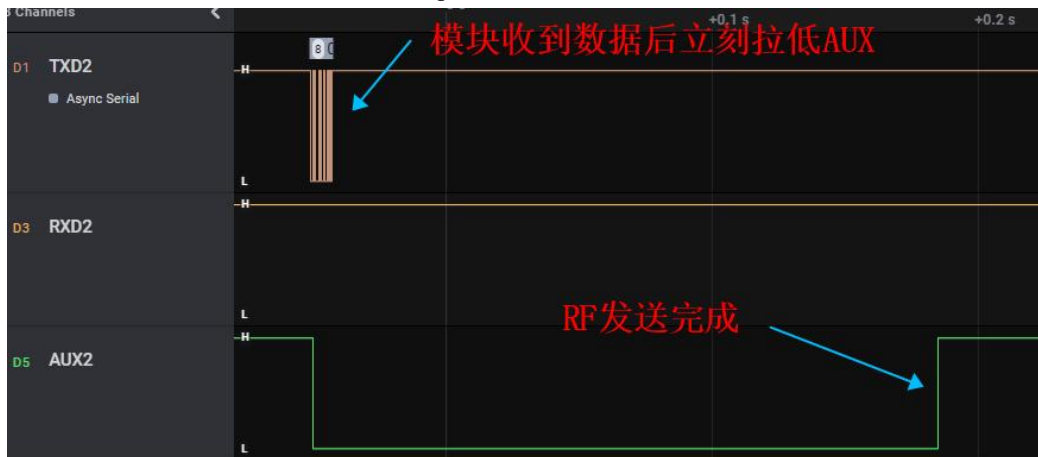 Channels
+0.1 s
+0.2 s
模块收到数据后立刻拉低AUX
8
D1 TXD2
H
Async Serial
L
H
D3 RXD2
L
RF发送完成
H
D5 AUX2
L